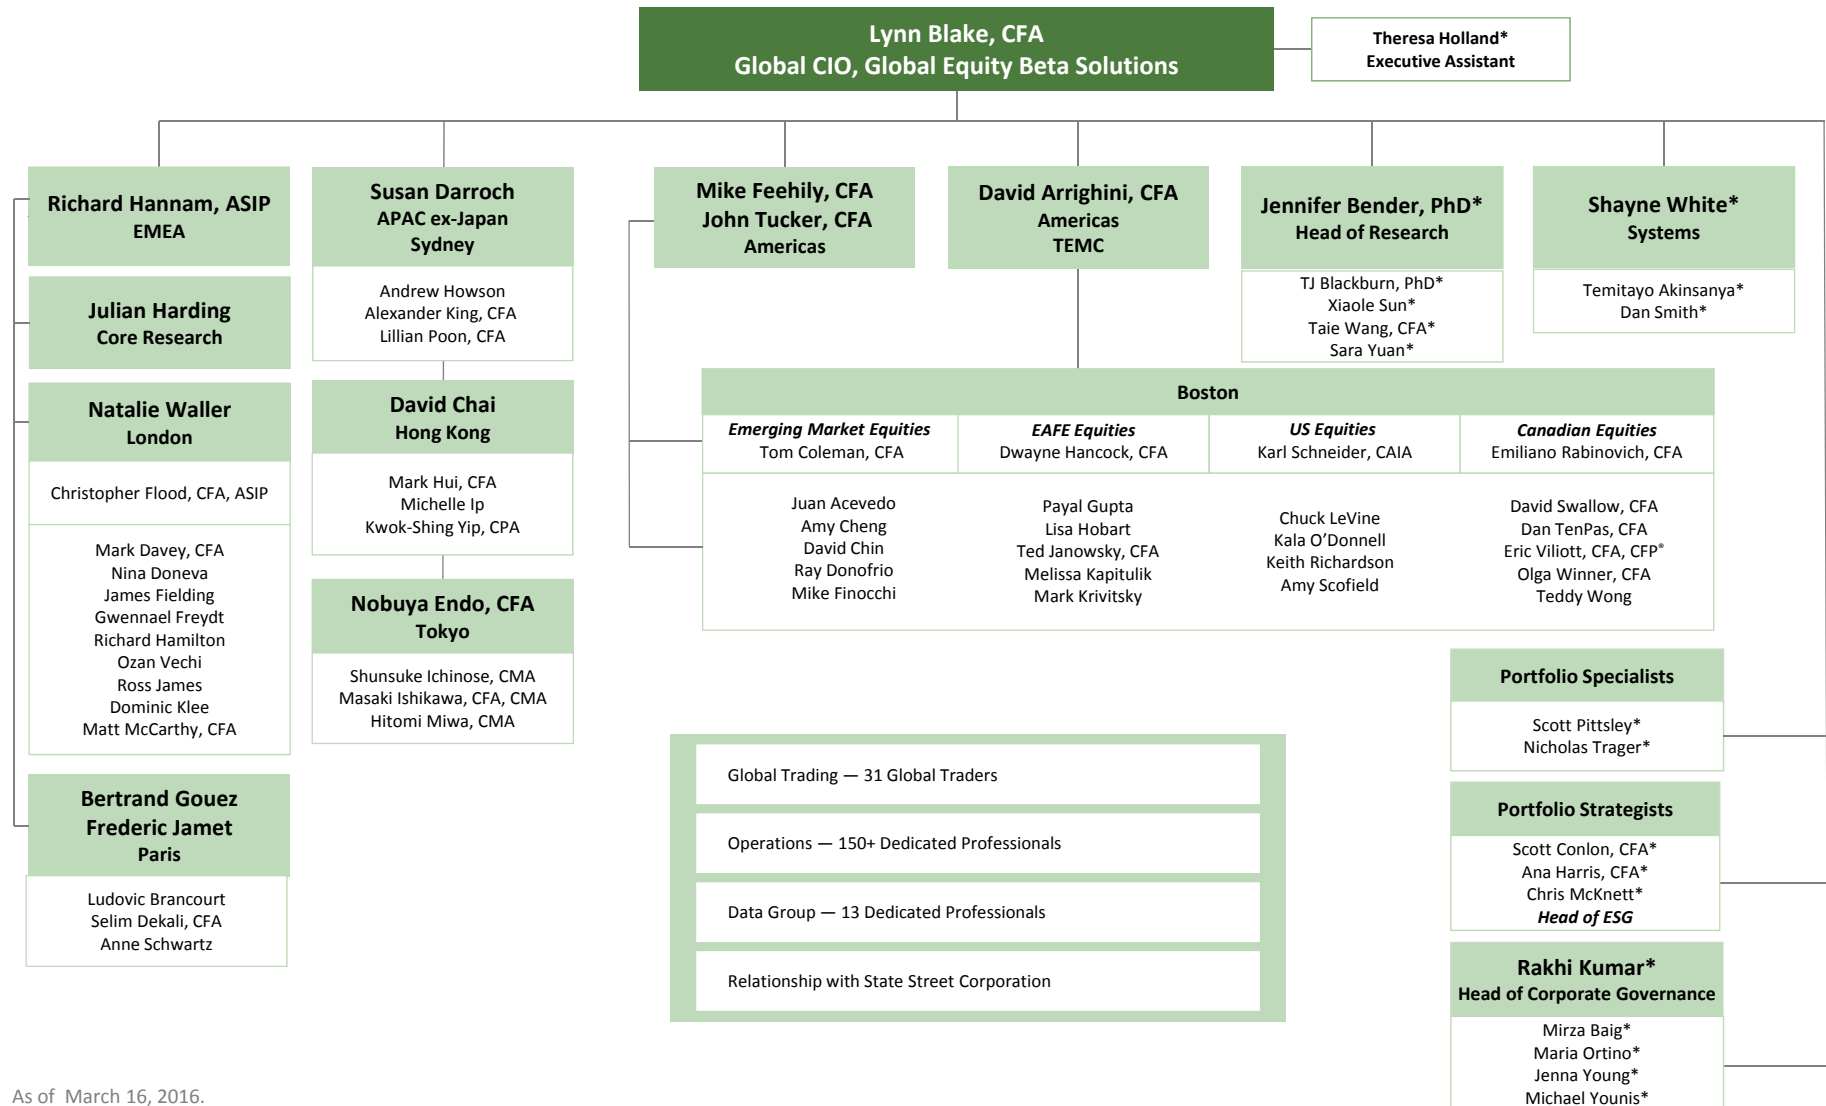 Lynn Blake, CFA
Global CIO, Global Equity Beta Solutions
Theresa Holland*
Executive Assistant
Richard Hannam, ASIP
EMEA
Julian Harding
Core Research
Natalie Waller
London
Christopher Flood, CFA, ASIP
Mark Davey, CFA
Nina Doneva
James Fielding
Gwennael Freydt
Richard Hamilton
Ozan Vechi
Ross James
Dominic Klee
Matt McCarthy, CFA
Bertrand Gouez
Frederic Jamet
Paris
Ludovic Brancourt
Selim Dekali, CFA
Anne Schwartz
Susan Darroch
APAC ex-Japan
Sydney
Andrew Howson
Alexander King, CFA
Lillian Poon, CFA
David Chai
Hong Kong
Mark Hui, CFA
Michelle Ip
Kwok-Shing Yip, CPA
Nobuya Endo, CFA
Tokyo
Shunsuke Ichinose, CMA
Masaki Ishikawa, CFA, CMA
Hitomi Miwa, CMA
Mike Feehily, CFA
John Tucker, CFA
Americas
David Arrighini, CFA
Americas
TEMC
Jennifer Bender, PhD*
Head of Research
TJ Blackburn, PhD*
Xiaole Sun*
Taie Wang, CFA*
Sara Yuan*
Shayne White*
Systems
Temitayo Akinsanya*
Dan Smith*
Boston
Emerging Market Equities
Tom Coleman, CFA
Juan Acevedo
Amy Cheng
David Chin
Ray Donofrio
Mike Finocchi
EAFE Equities
Dwayne Hancock, CFA
Payal Gupta
Lisa Hobart
Ted Janowsky, CFA
Melissa Kapitulik
Mark Krivitsky
US Equities
Karl Schneider, CAIA
Chuck LeVine
Kala O’Donnell
Keith Richardson
Amy Scofield
Canadian Equities
Emiliano Rabinovich, CFA
David Swallow, CFA
Dan TenPas, CFA
Eric Viliott, CFA, CFP®
Olga Winner, CFA
Teddy Wong
Global Trading — 31 Global Traders
Operations — 150+ Dedicated Professionals
Data Group — 13 Dedicated Professionals
Relationship with State Street Corporation
Portfolio Specialists
Scott Pittsley*
Nicholas Trager*
Portfolio Strategists
Scott Conlon, CFA*
Ana Harris, CFA*
Chris McKnett*
Head of ESG
Rakhi Kumar*
Head of Corporate Governance
Mirza Baig*
Maria Ortino*
Jenna Young*
Michael Younis*
As of  March 16, 2016.